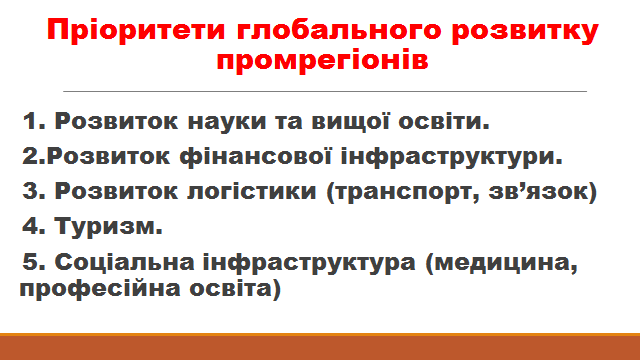 Пріоритети глобального розвитку
промрегіонів
1. Розвиток науки та вищої освіти.
2.Розвиток фінансової інфраструктури.
3. Розвиток логістики (транспорт, зв’язок)
4. Туризм.
5. Соціальна інфраструктура (медицина,
професійна освіта)